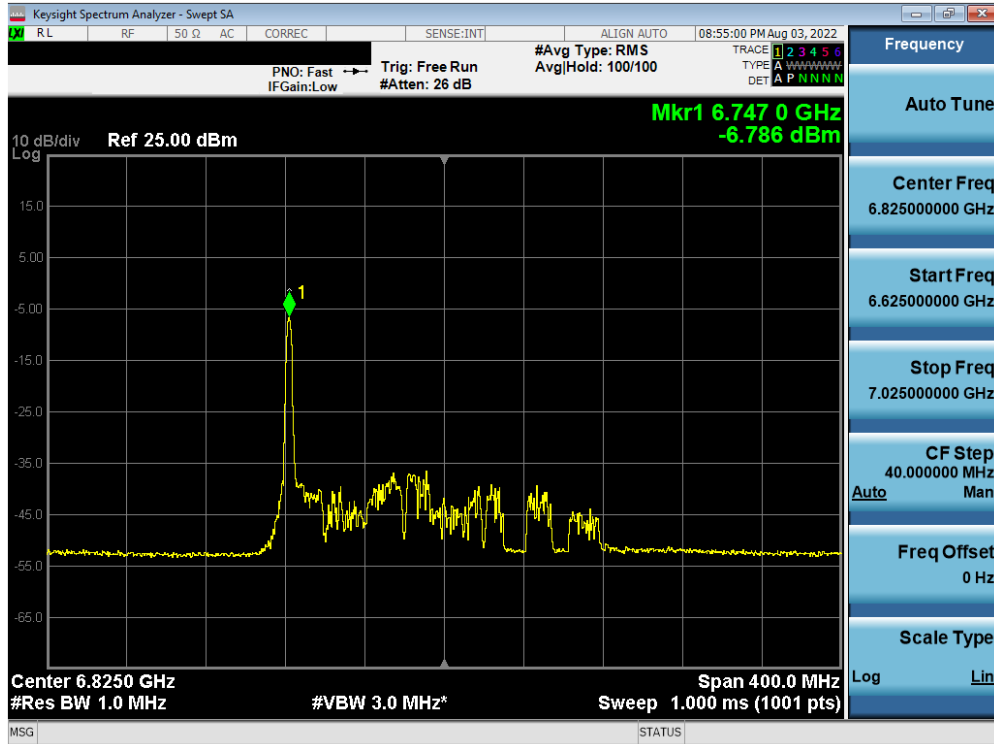 Keysight Spectrum Analyzer - Swept SA
LXI RL RF 50 Ω AC CORREC SENSE:INT ALIGN AUTO 08:55:00 PM Aug 03, 2022
PNO: Fast
IFGain:Low
Trig: Free Run
#Atten: 26 dB
#Avg Type: RMS
Avg|Hold: 100/100
TRACE 1 2 3 4 5 6
TYPE A WWWWW
DET A P N N N N
Mkr1 6.747 0 GHz
-6.786 dBm
10 dB/div Ref 25.00 dBm
Log
15.0
5.00
1
-5.00
-15.0
-25.0
-35.0
-45.0
-55.0
-65.0
Center 6.8250 GHz Span 400.0 MHz
#Res BW 1.0 MHz #VBW 3.0 MHz* Sweep 1.000 ms (1001 pts)
MSG STATUS
Frequency
Auto Tune
Center Freq
6.825000000 GHz
Start Freq
6.625000000 GHz
Stop Freq
7.025000000 GHz
CF Step
40.000000 MHz
Auto Man
Freq Offset
0 Hz
Scale Type
Log Lin